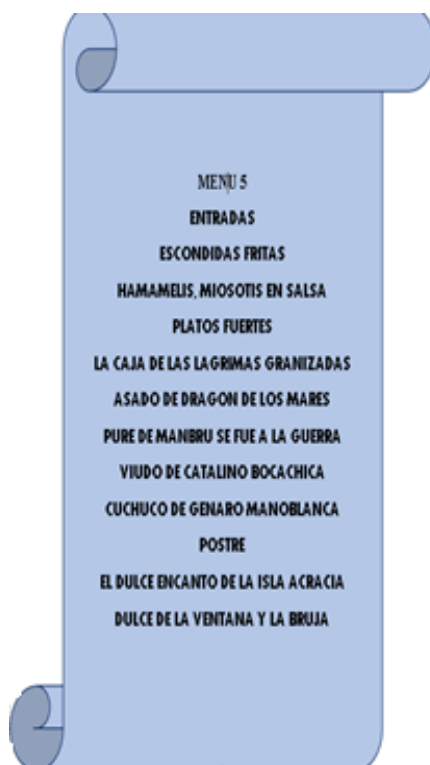 MENU 5
ENTRADAS
ESCONDIDAS FRITAS
HAMAMELIS, MIOSOTIS EN SALSA
PLATOS FUERTES
LA CAJA DE LAS LAGRIMAS GRANIZADAS
ASADO DE DRAGON DE LOS MARES
PURE DE MANBRU SE FUE A LA GUERRA
VIUDO DE CATALINO BOCACHICA
CUCHUCO DE GENARO MANOBLANCA
POSTRE
EL DULCE ENCANTO DE LA ISLA ACRACIA
DULCE DE LA VENTANA Y LA BRUJA